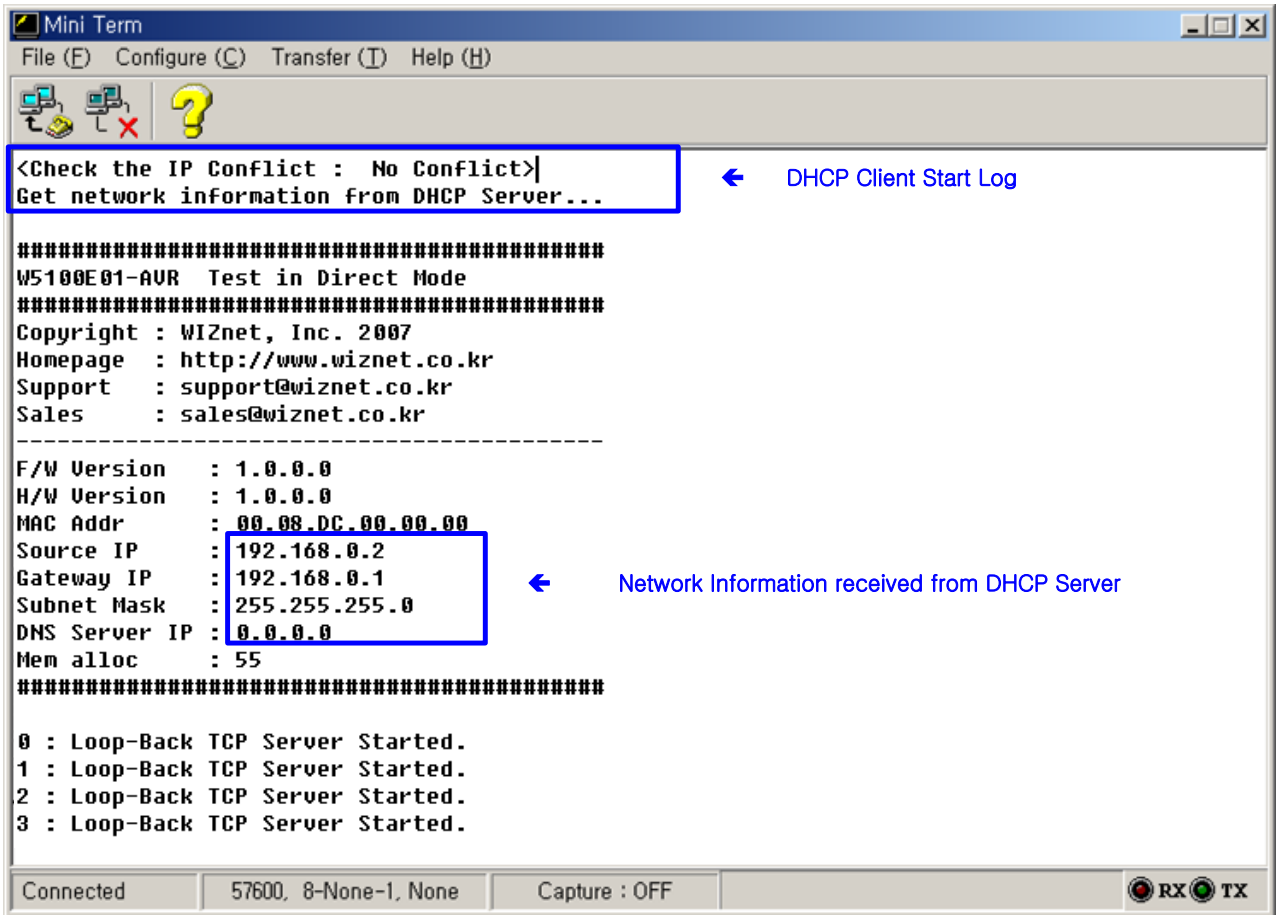 Mini Term
File (F) Configure (C) Transfer (T) Help (H)
<Check the IP Conflict :  No Conflict>
DHCP Client Start Log
Get network information from DHCP Server...
###########################################
W5100E01-AVR  Test in Direct Mode
###########################################
Copyright : WIZnet, Inc. 2007
Homepage  : http://www.wiznet.co.kr
Support   : support@wiznet.co.kr
Sales     : sales@wiznet.co.kr
-------------------------------------------
F/W Version   : 1.0.0.0
H/W Version   : 1.0.0.0
MAC Addr      : 00.08.DC.00.00.00
Source IP     : 192.168.0.2
Gateway IP    : 192.168.0.1
Network Information received from DHCP Server
Subnet Mask   : 255.255.255.0
DNS Server IP : 0.0.0.0
Mem alloc     : 55
###########################################
0 : Loop-Back TCP Server Started.
1 : Loop-Back TCP Server Started.
.2 : Loop-Back TCP Server Started.
3 : Loop-Back TCP Server Started.
Connected 57600, 8-None-1, None Capture : OFF RX TX